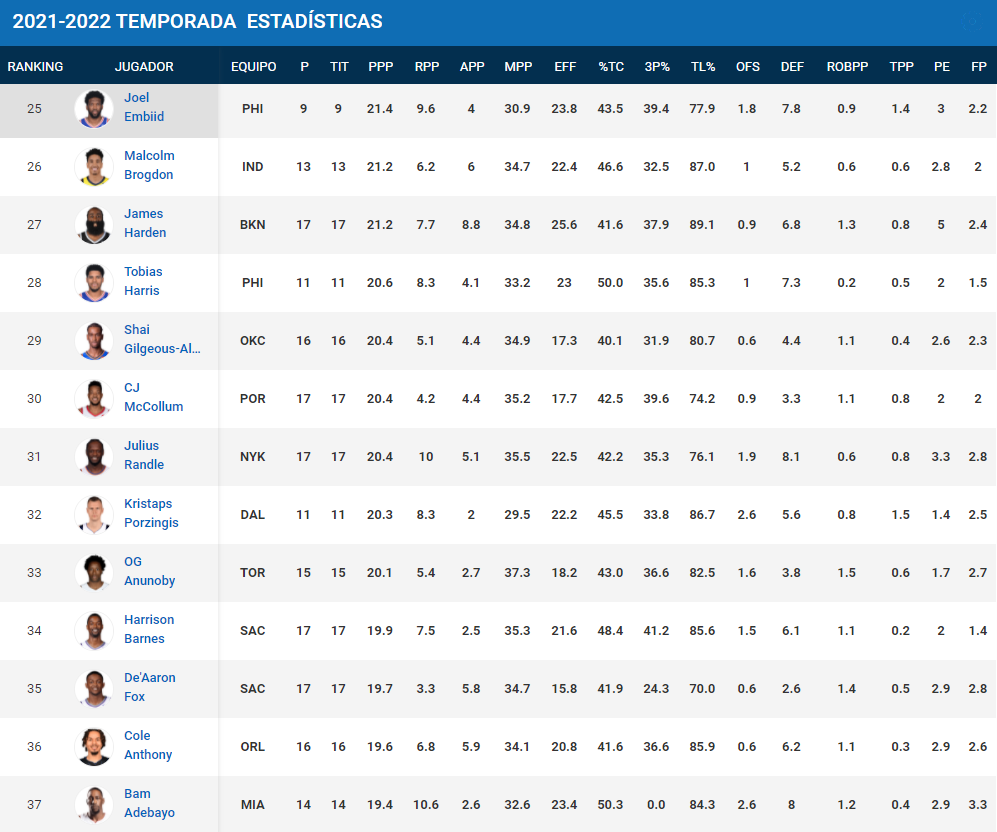 2021-2022 TEMPORADA ESTADÍSTICAS
RANKING JUGADOR EQUIPO P TIT PPP RPP APP MPP EFF %TC 3P% TL% OFS DEF ROBPP TPP PE FP
25 Joel Embiid PHI 9 9 21.4 9.6 4 30.9 23.8 43.5 39.4 77.9 1.8 7.8 0.9 1.4 3 2.2
26 Malcolm Brogdon IND 13 13 21.2 6.2 6 34.7 22.4 46.6 32.5 87.0 1 5.2 0.6 0.6 2.8 2
27 James Harden BKN 17 17 21.2 7.7 8.8 34.8 25.6 41.6 37.9 89.1 0.9 6.8 1.3 0.8 5 2.4
28 Tobias Harris PHI 11 11 20.6 8.3 4.1 33.2 23 50.0 35.6 85.3 1 7.3 0.2 0.5 2 1.5
29 Shai Gilgeous-Al... OKC 16 16 20.4 5.1 4.4 34.9 17.3 40.1 31.9 80.7 0.6 4.4 1.1 0.4 2.6 2.3
30 CJ McCollum POR 17 17 20.4 4.2 4.4 35.2 17.7 42.5 39.6 74.2 0.9 3.3 1.1 0.8 2 2
31 Julius Randle NYK 17 17 20.4 10 5.1 35.5 22.5 42.2 35.3 76.1 1.9 8.1 0.6 0.8 3.3 2.8
32 Kristaps Porzingis DAL 11 11 20.3 8.3 2 29.5 22.2 45.5 33.8 86.7 2.6 5.6 0.8 1.5 1.4 2.5
33 OG Anunoby TOR 15 15 20.1 5.4 2.7 37.3 18.2 43.0 36.6 82.5 1.6 3.8 1.5 0.6 1.7 2.7
34 Harrison Barnes SAC 17 17 19.9 7.5 2.5 35.3 21.6 48.4 41.2 85.6 1.5 6.1 1.1 0.2 2 1.4
35 De'Aaron Fox SAC 17 17 19.7 3.3 5.8 34.7 15.8 41.9 24.3 70.0 0.6 2.6 1.4 0.5 2.9 2.8
36 Cole Anthony ORL 16 16 19.6 6.8 5.9 34.1 20.8 41.6 36.6 85.9 0.6 6.2 1.1 0.3 2.9 2.6
37 Bam Adebayo MIA 14 14 19.4 10.6 2.6 32.6 23.4 50.3 0.0 84.3 2.6 8 1.2 0.4 2.9 3.3